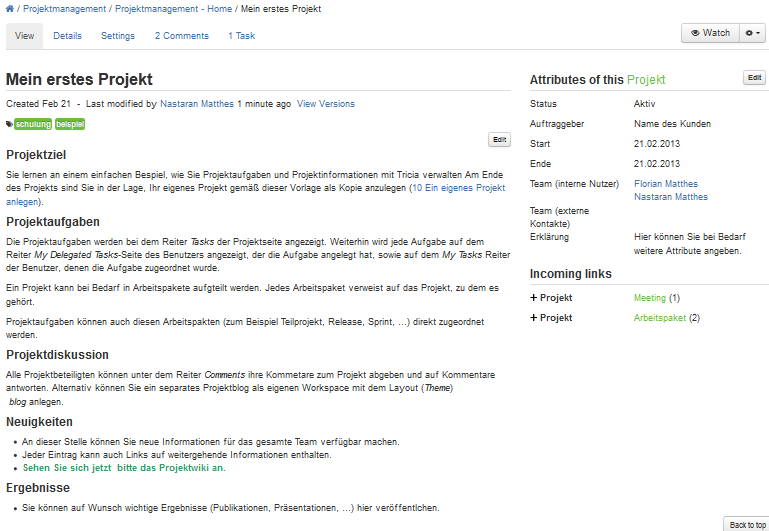 / Projektmanagement / Projektmanagement - Home / Mein erstes Projekt
View Details Settings 2 Comments 1 Task
Watch
Mein erstes Projekt
Created Feb 21 - Last modified by Nastaran Matthes 1 minute ago View Versions
schulung beispiel
Edit
Projektziel
Sie lernen an einem einfachen Bespiel, wie Sie Projektaufgaben und Projektinformationen mit Tricia verwalten Am Ende
des Projekts sind Sie in der Lage, Ihr eigenes Projekt gemäß dieser Vorlage als Kopie anzulegen (10 Ein eigenes Projekt
anlegen).
Projektaufgaben
Die Projektaufgaben werden bei dem Reiter Tasks der Projektseite angezeigt. Weiterhin wird jede Aufgabe auf dem
Reiter My Delegated Tasks-Seite des Benutzers angezeigt, der die Aufgabe angelegt hat, sowie auf dem My Tasks Reiter
der Benutzer, denen die Aufgabe zugeordnet wurde.
Ein Projekt kann bei Bedarf in Arbeitspakete aufgteilt werden. Jedes Arbeitspaket verweist auf das Projekt, zu dem es
gehört.
Projektaufgaben können auch diesen Arbeitspakten (zum Beispiel Teilprojekt, Release, Sprint, ...) direkt zugeordnet
werden.
Projektdiskussion
Alle Projektbeteiligten können unter dem Reiter Comments ihre Kommetare zum Projekt abgeben und auf Kommentare
antworten. Alternativ können Sie ein separates Projektblog als eigenen Workspace mit dem Layout (Theme)
blog anlegen.
Neuigkeiten
• An dieser Stelle können Sie neue Informationen für das gesamte Team verfügbar machen.
• Jeder Eintrag kann auch Links auf weitergehende Informationen enthalten.
• Sehen Sie sich jetzt bitte das Projektwiki an.
Ergebnisse
• Sie können auf Wunsch wichtige Ergebnisse (Publikationen, Präsentationen, ...) hier veröffentlchen.
Attributes of this Projekt
Edit
Status Aktiv
Auftraggeber Name des Kunden
Start 21.02.2013
Ende 21.02.2013
Team (interne Nutzer) Florian Matthes
Nastaran Matthes
Team (externe
Kontakte)
Erklärung Hier können Sie bei Bedarf
weitere Attribute angeben.
Incoming links
+ Projekt Meeting (1)
+ Projekt Arbeitspaket (2)
Back to top